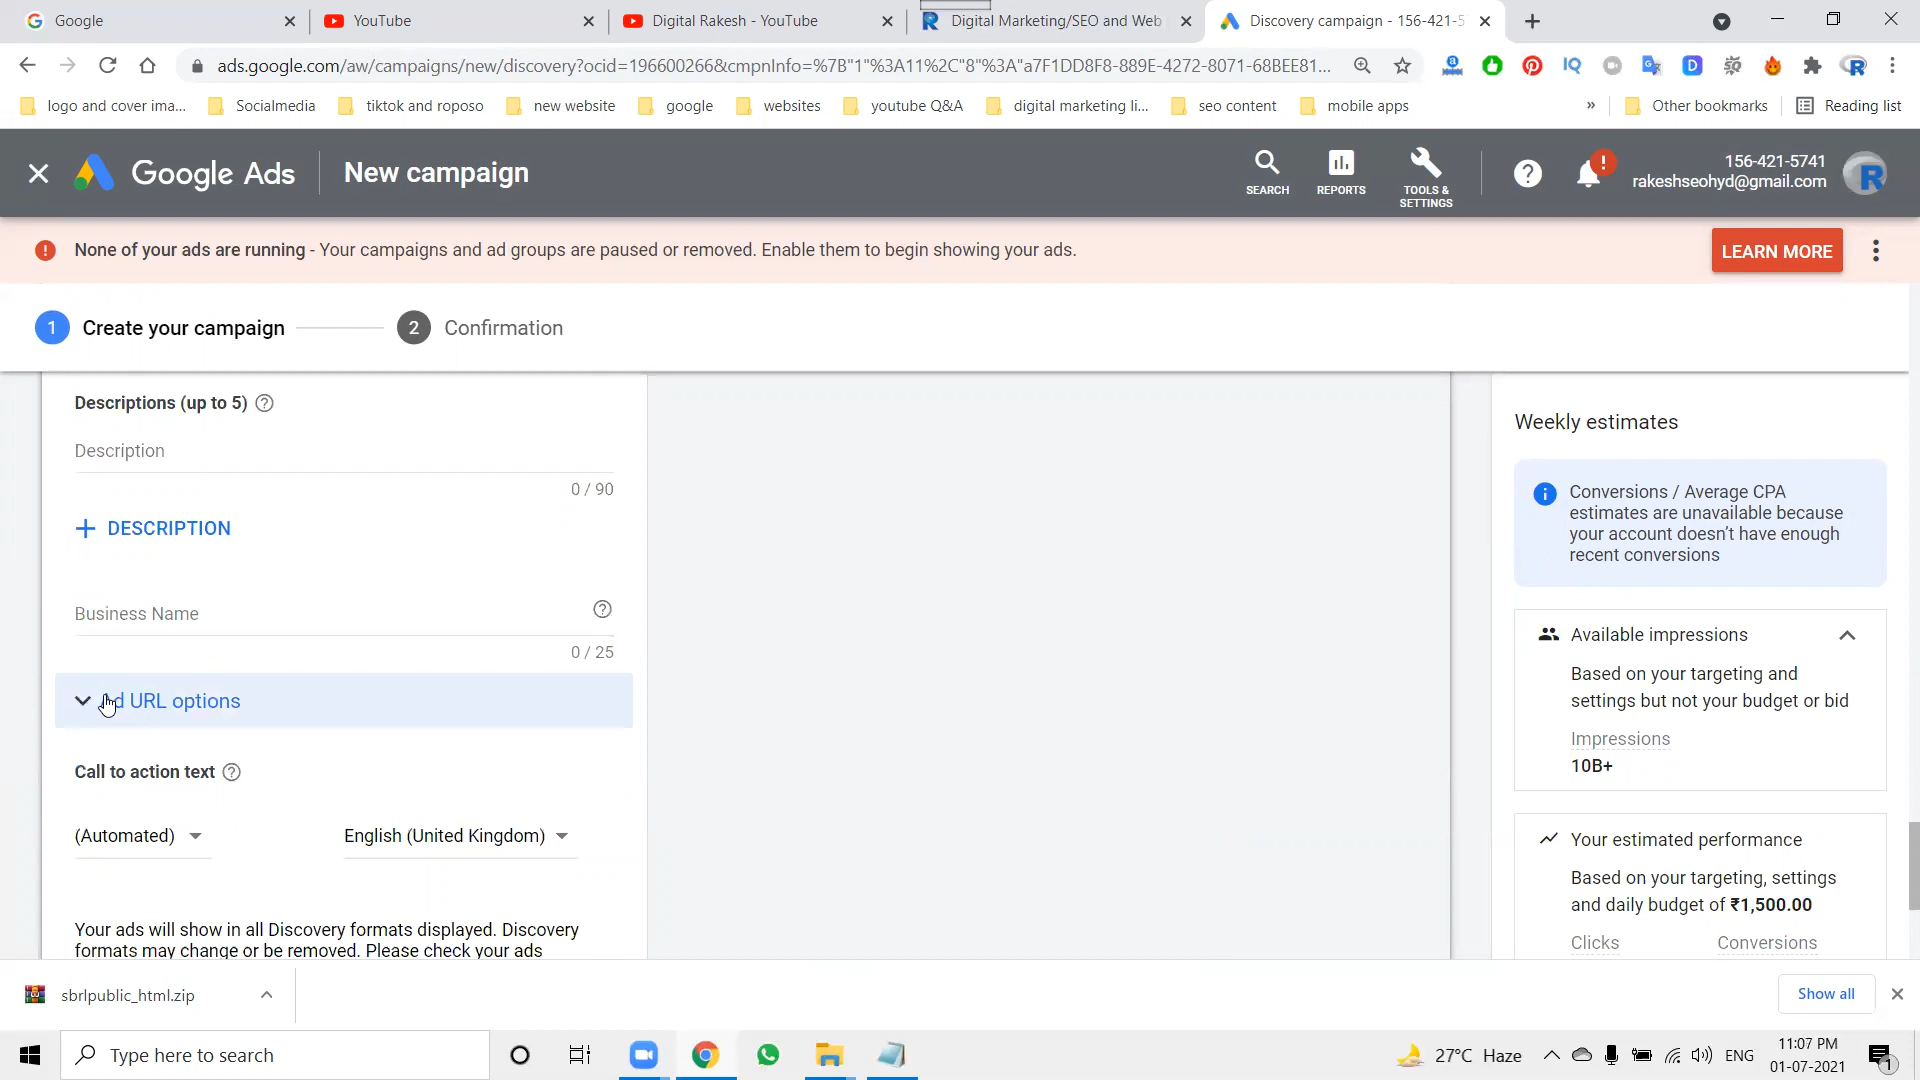 Google
YouTube
Digital Rakesh - YouTube
Digital Marketing/SEO and Web
Discovery campaign - 156-421-5
ads.google.com/aw/campaigns/new/discovery?ocid=196600266&cmpnInfo=%7B"1"%3A11%2C"8"%3A"a7F1DD8F8-889E-4272-8071-68BEE81...
logo and cover ima...
Socialmedia
tiktok and roposo
new website
google
websites
youtube Q&A
digital marketing li...
seo content
mobile apps
»
Other bookmarks
Reading list
Google Ads
New campaign
SEARCH
REPORTS
TOOLS &
SETTINGS
156-421-5741
rakeshseohyd@gmail.com
None of your ads are running - Your campaigns and ad groups are paused or removed. Enable them to begin showing your ads.
LEARN MORE
1 Create your campaign
2 Confirmation
Descriptions (up to 5)
Description
0 / 90
+ DESCRIPTION
Business Name
0 / 25
d URL options
Call to action text
(Automated)
English (United Kingdom)
Your ads will show in all Discovery formats displayed. Discovery
formats may change or be removed. Please check your ads
Weekly estimates
Conversions / Average CPA
estimates are unavailable because
your account doesn't have enough
recent conversions
Available impressions
Based on your targeting and
settings but not your budget or bid
Impressions
10B+
Your estimated performance
Based on your targeting, settings
and daily budget of ₹1,500.00
Clicks
Conversions
sbrlpublic_html.zip
Show all
Type here to search
27°C Haze
ENG
11:07 PM
01-07-2021
1